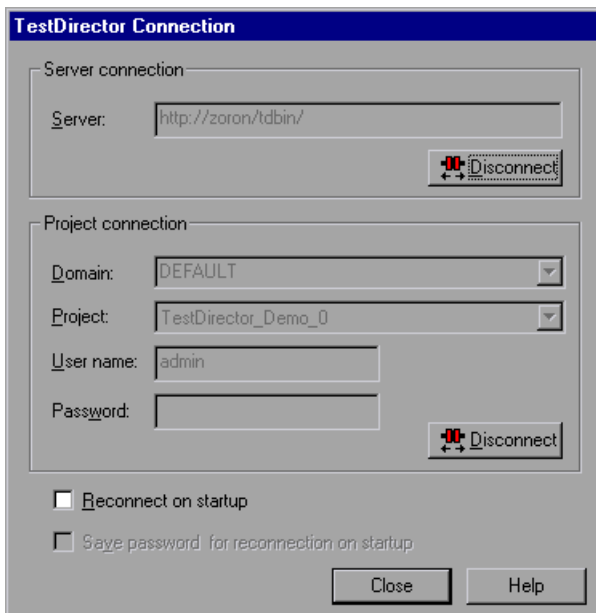 TestDirector Connection
Server connection
Server: http://zoron/tdbin/
Disconnect
Project connection
Domain: DEFAULT
Project: TestDirector_Demo_0
User name: admin
Password:
Disconnect
Reconnect on startup
Save password for reconnection on startup
Close Help